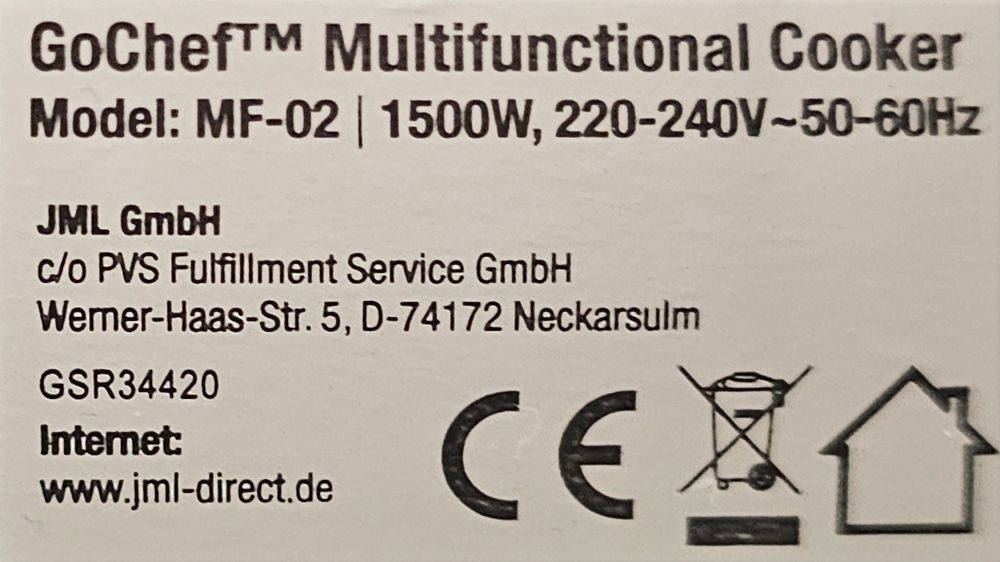 GoChef™ Multifunctional Cooker
Model: MF-02 | 1500W, 220-240V~50-60Hz
JML GmbH
c/o PVS Fulfillment Service GmbH
Werner-Haas-Str. 5, D-74172 Neckarsulm
GSR34420
Internet:
www.jml-direct.de
CE